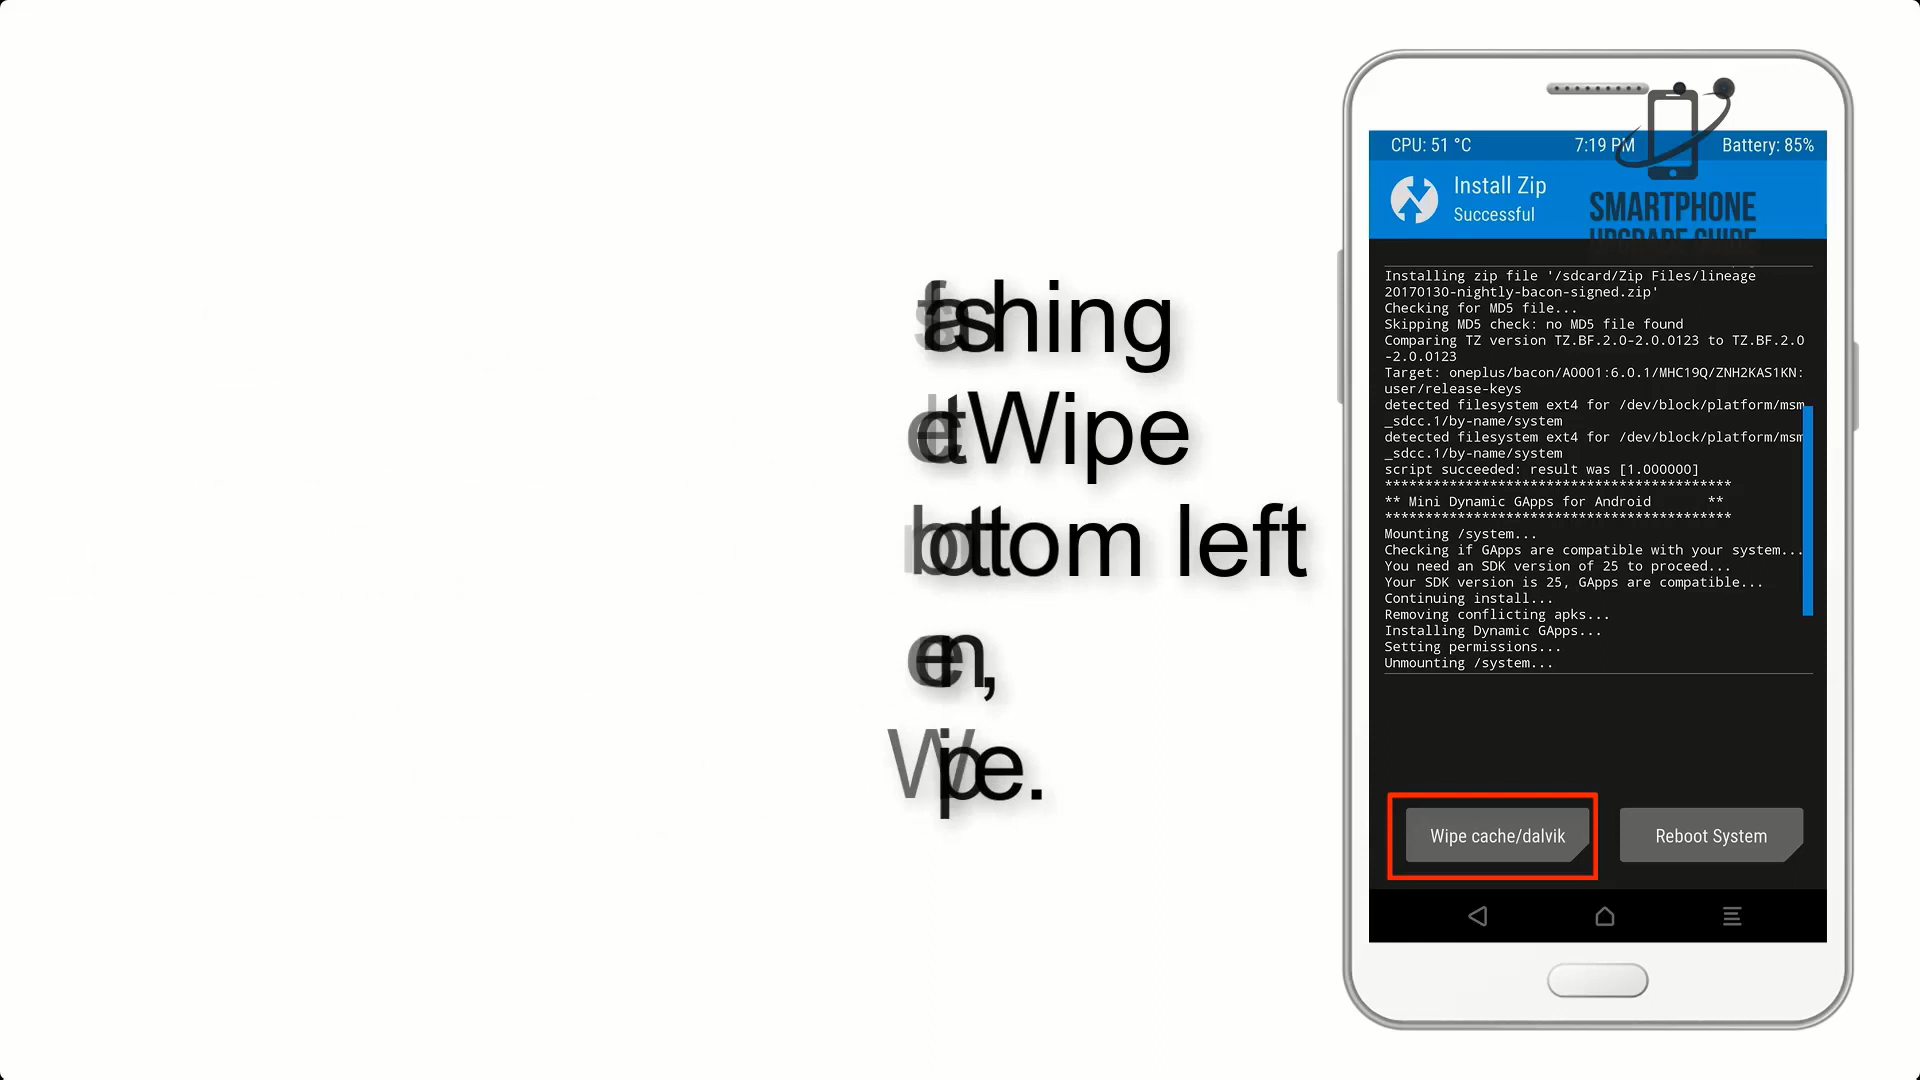 shing
Wipe
ottom left
en,
Wipe.
CPU: 51 °C
7:19 PM
Battery: 85%
Install Zip
Successful
SMARTPHONE
UPGRADE GUIDE
Installing zip file '/sdcard/Zip Files/lineage
20170130-nightly-bacon-signed.zip'
Checking for MD5 file...
Skipping MD5 check: no MD5 file found
Comparing TZ version TZ.BF.2.0-2.0.0123 to TZ.BF.2.0
-2.0.0123
Target: oneplus/bacon/A0001:6.0.1/MHC19Q/ZNH2KAS1KN:
user/release-keys
detected filesystem ext4 for /dev/block/platform/msm
_sdcc.1/by-name/system
detected filesystem ext4 for /dev/block/platform/msm
_sdcc.1/by-name/system
script succeeded: result was [1.000000]
*******************************************
** Mini Dynamic GApps for Android **
*******************************************
Mounting /system...
Checking if GApps are compatible with your system...
You need an SDK version of 25 to proceed...
Your SDK version is 25, GApps are compatible...
Continuing install...
Removing conflicting apks...
Installing Dynamic GApps...
Setting permissions...
Unmounting /system...
Wipe cache/dalvik
Reboot System